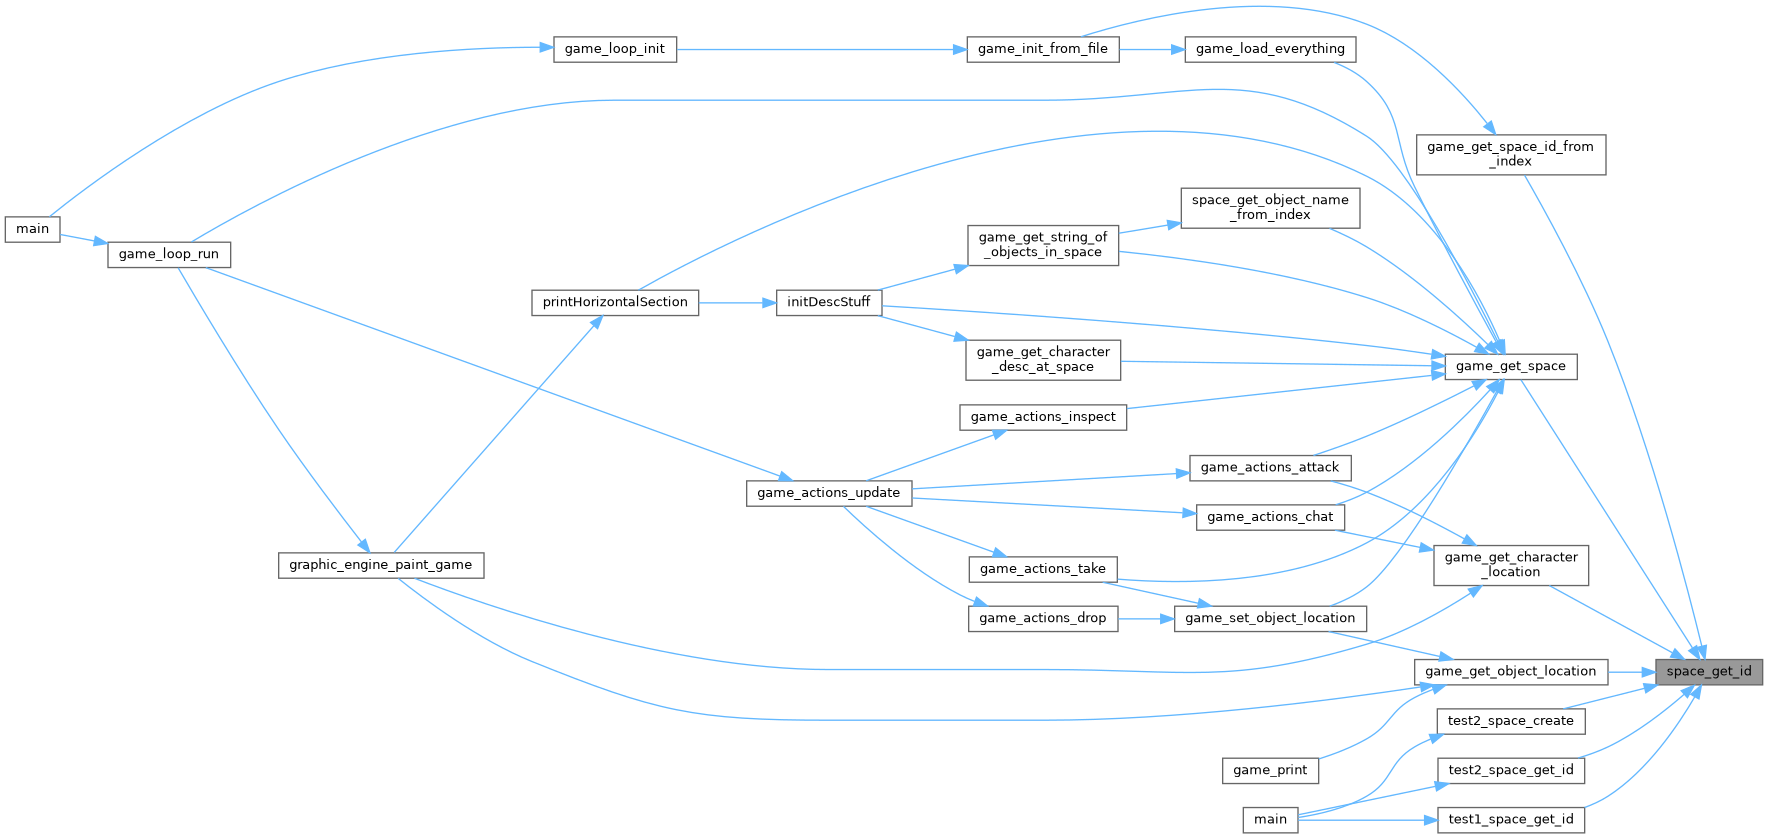 game_loop_init
game_init_from_file
game_load_everything
game_get_space_id_from
_index
space_get_object_name
_from_index
main
game_get_string_of
_objects_in_space
game_loop_run
printHorizontalSection
initDescStuff
game_get_character
_desc_at_space
game_get_space
game_actions_inspect
game_actions_attack
game_actions_update
game_actions_chat
graphic_engine_paint_game
game_actions_take
game_get_character
_location
game_actions_drop
game_set_object_location
game_get_object_location
space_get_id
test2_space_create
game_print
test2_space_get_id
main
test1_space_get_id